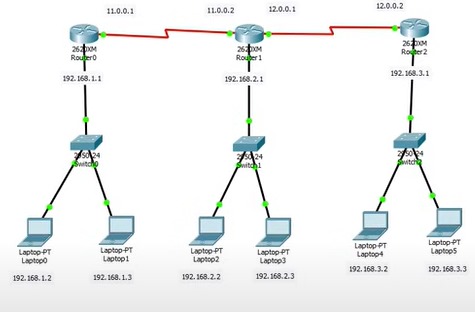 11.0.0.1
11.0.0.2
12.0.0.1
12.0.0.2
2620XM
Router0
2620XM
Router1
2620XM
Router2
192.168.1.1
192.168.2.1
192.168.3.1
2950-24
Switch0
2950-24
Switch1
2950-24
Laptop-PT
Laptop0
Laptop-PT
Laptop1
Laptop-PT
Laptop2
Laptop-PT
Laptop3
Laptop-PT
Laptop4
Laptop-PT
Laptop5
192.168.1.2
192.168.1.3
192.168.2.2
192.168.2.3
192.168.3.2
192.168.3.3